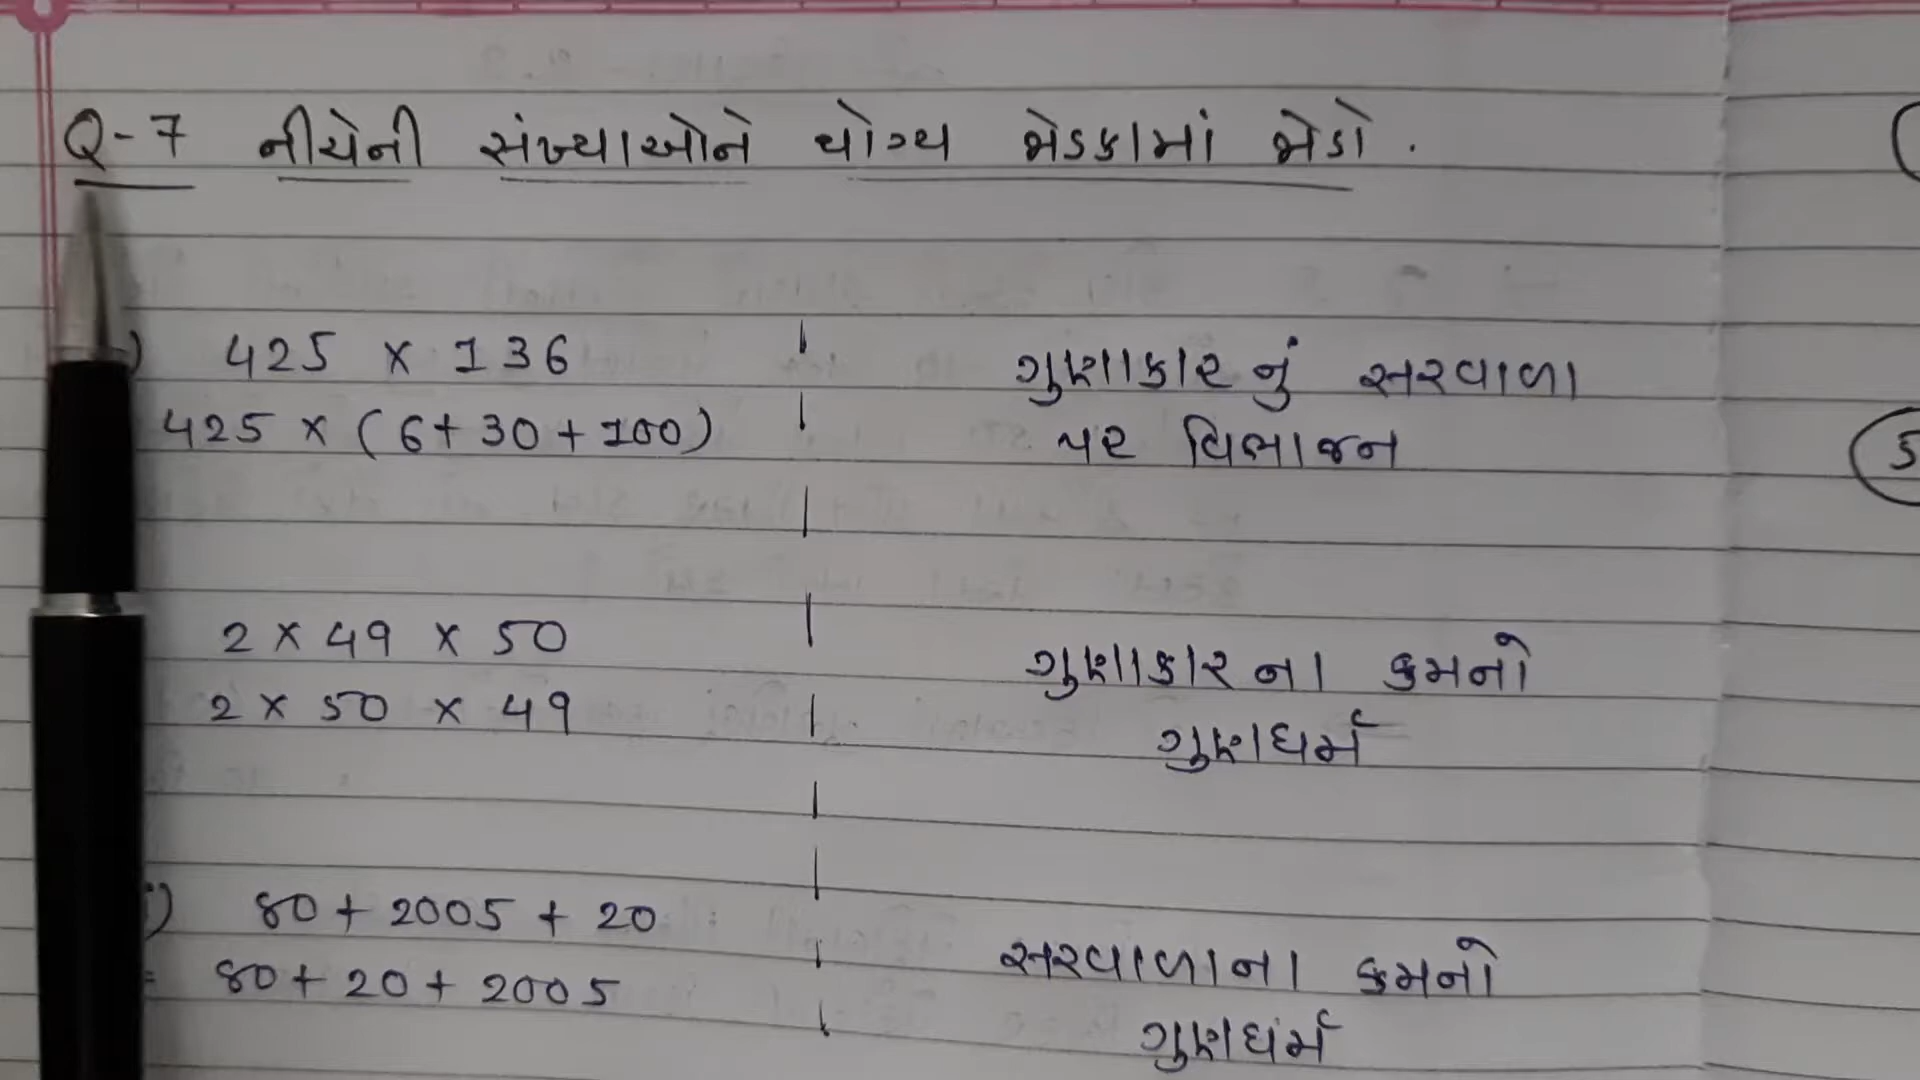 Q-7 નીચેની સંખ્યાઓને યોગ્ય જોડકામાં જોડો.
) 425 × 136
ગુણાકારનું સરવાળા
425 × (6+30+100)
પર વિભાજન
2 × 49 × 50
ગુણાકારના ક્રમનો
2 × 50 × 49
ગુણધર્મ
) 80 + 2005 + 20
સરવાળાના ક્રમનો
= 80 + 20 + 2005
ગુણધર્મ